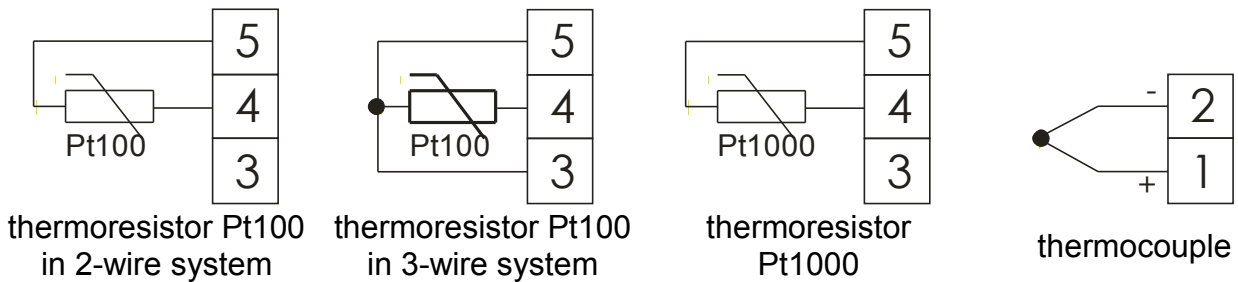 5
4
3
Pt100
thermoresistor Pt100
in 2-wire system
5
4
3
Pt100
thermoresistor Pt100
in 3-wire system
5
4
3
Pt1000
thermoresistor
Pt1000
-
2
+
1
thermocouple